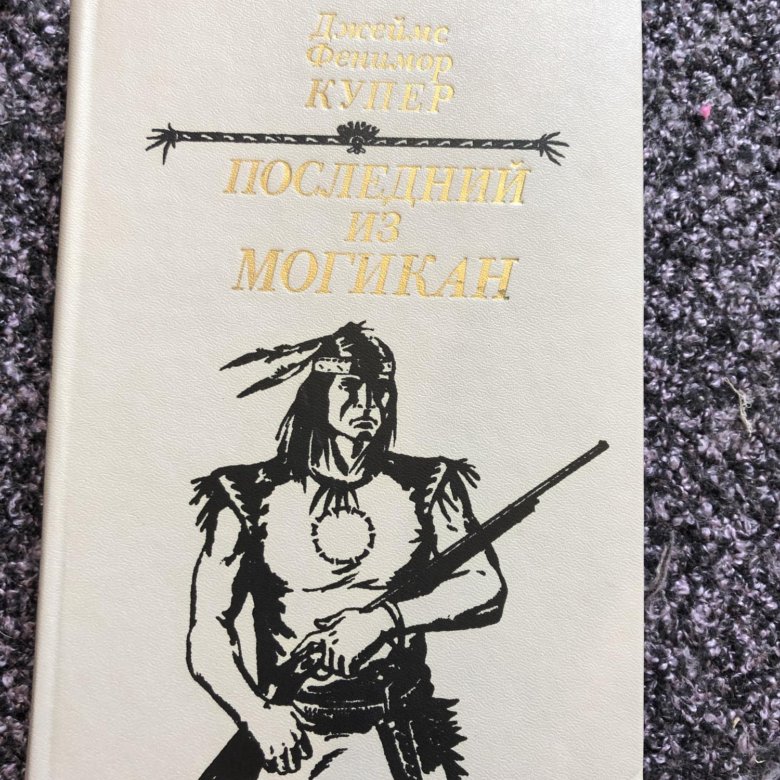 Джеймс
Фенимор
КУПЕР
ПОСЛЕДНИЙ
ИЗ
МОГИКАН